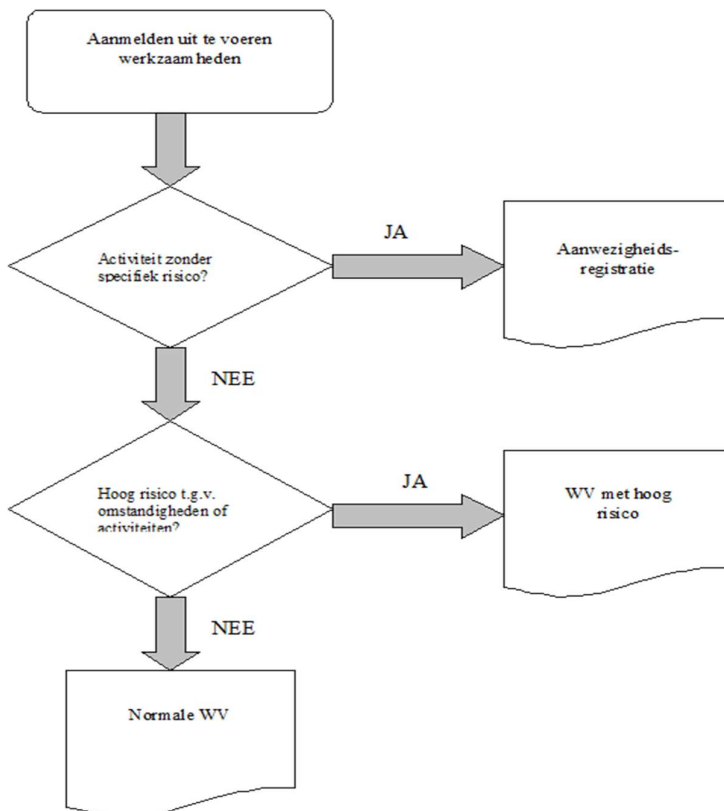 Aanmelden uit te voeren
werkzaamheden
Activiteit zonder
specifiek risico?
JA
Aanwezigheids-
registratie
NEE
Hoog risico t.g.v.
omstandigheden of
activiteiten?
JA
WV met hoog
risico
NEE
Normale WV